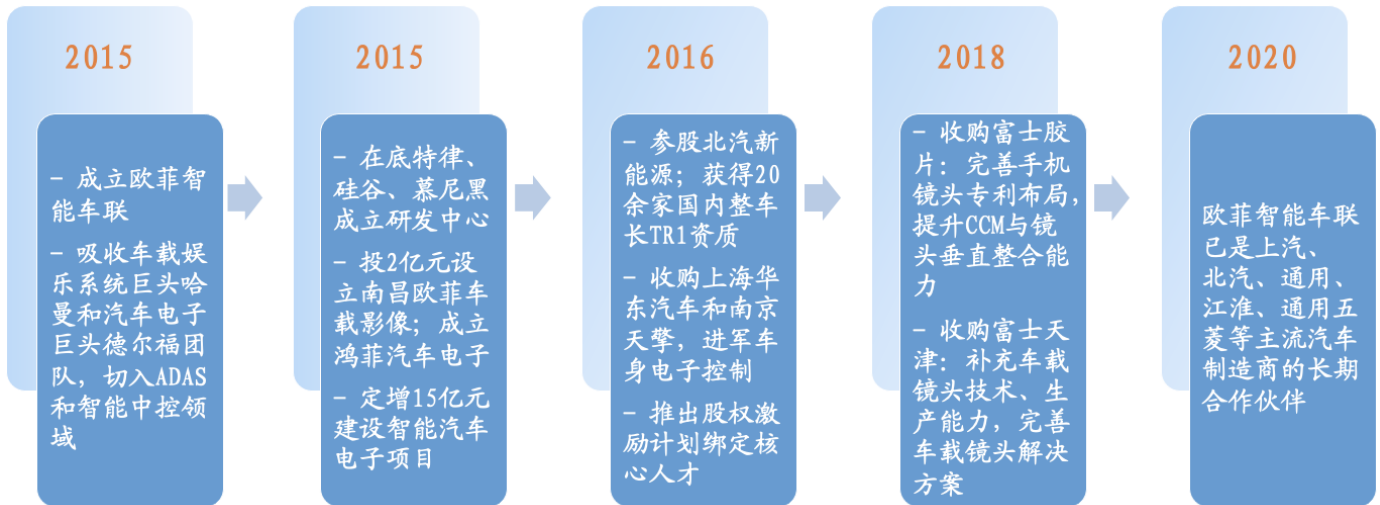 2015
– 成立欧菲智
能车联
– 吸收车载娱
乐系统巨头哈
曼和汽车电子
巨头德尔福团
队，切入ADAS
和智能中控领
域
2015
– 在底特律、
硅谷、慕尼黑
成立研发中心
– 投2亿元设
立南昌欧菲车
载影像；成立
鸿菲汽车电子
– 定增15亿元
建设智能汽车
电子项目
2016
– 参股北汽新
能源；获得20
余家国内整车
长TR1资质
– 收购上海华
东汽车和南京
天擎，进军车
身电子控制
– 推出股权激
励计划绑定核
心人才
2018
– 收购富士胶
片：完善手机
镜头专利布局，
提升CCM与镜
头垂直整合能
力
– 收购富士天
津：补充车载
镜头技术、生
产能力，完善
车载镜头解决
方案
2020
欧菲智能车联
已是上汽、
北汽、通用、
江淮、通用五
菱等主流汽车
制造商的长期
合作伙伴